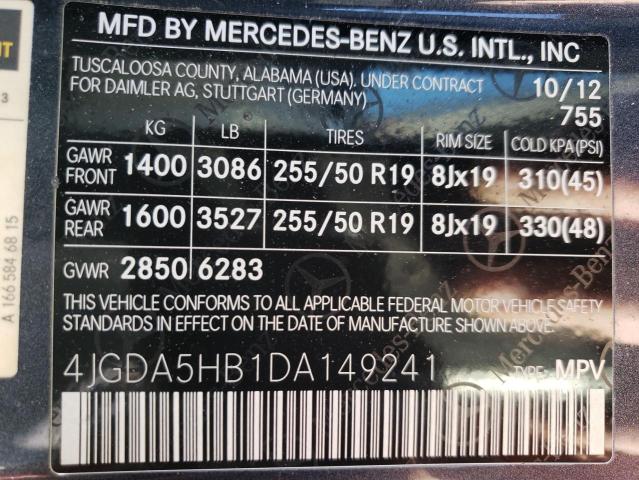 MFD BY MERCEDES-BENZ U.S. INTL., INC
TUSCALOOSA COUNTY, ALABAMA (USA), UNDER CONTRACT 10/12
FOR DAIMLER AG, STUTTGART (GERMANY) 755
KG LB TIRES RIM SIZE COLD KPA(PSI)
GAWR FRONT 1400 3086 255/50 R19 8Jx19 310(45)
GAWR REAR 1600 3527 255/50 R19 8Jx19 330(48)
GVWR 2850 6283
THIS VEHICLE CONFORMS TO ALL APPLICABLE FEDERAL MOTOR VEHICLE SAFETY
STANDARDS IN EFFECT ON THE DATE OF MANUFACTURE SHOWN ABOVE.
4JGDA5HB1DA149241 TYPE: MPV
A 166 584 68 15
3